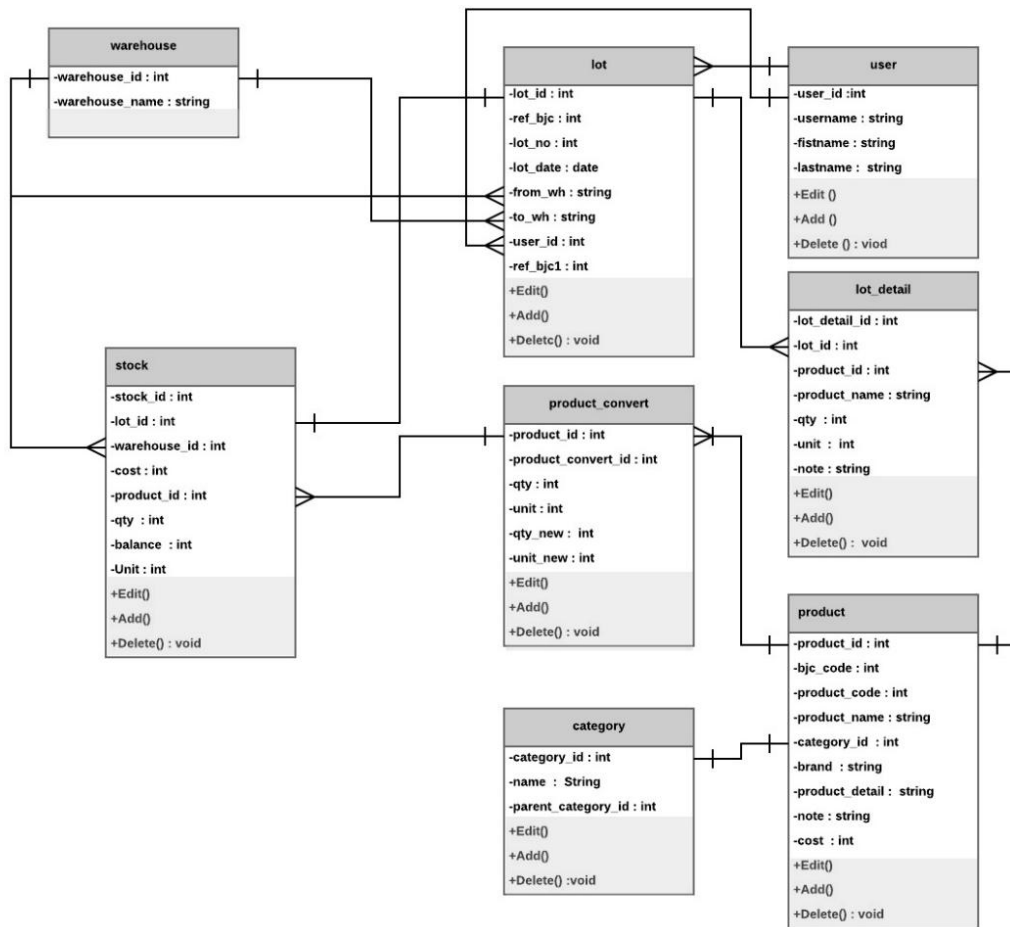 warehouse
-warehouse_id : int
-warehouse_name : string
lot
-lot_id : int
-ref_bjc : int
-lot_no : int
-lot_date : date
-from_wh : string
-to_wh : string
-user_id : int
-ref_bjc1 : int
+Edit()
+Add()
+Deletc() : void
user
-user_id :int
-username : string
-fistname : string
-lastname : string
+Edit ()
+Add ()
+Delete () : viod
lot_detail
-lot_detail_id : int
-lot_id : int
-product_id : int
-product_name : string
-qty : int
-unit : int
-note : string
+Edit()
+Add()
+Delete() : void
stock
-stock_id : int
-lot_id : int
-warehouse_id : int
-cost : int
-product_id : int
-qty : int
-balance : int
-Unit : int
+Edit()
+Add()
+Delete() : void
product_convert
-product_id : int
-product_convert_id : int
-qty : int
-unit : int
-qty_new : int
-unit_new : int
+Edit()
+Add()
+Delete() : void
product
-product_id : int
-bjc_code : int
-product_code : int
-product_name : string
-category_id : int
-brand : string
-product_detail : string
-note : string
-cost : int
+Edit()
+Add()
+Delete() : void
category
-category_id : int
-name : String
-parent_category_id : int
+Edit()
+Add()
+Delete() :void